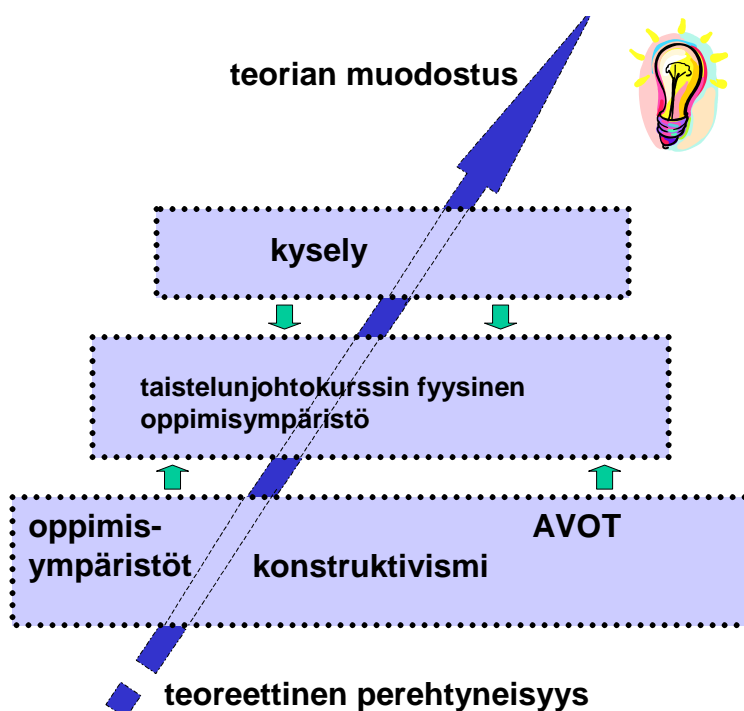 teorian muodostus
kysely
taistelunjohtokurssin fyysinen
oppimisympäristö
oppimis-
ympäristöt
konstruktivismi
AVOT
teoreettinen perehtyneisyys